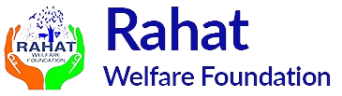 RAHAT
WELFARE
FOUNDATION
Rahat
Welfare Foundation